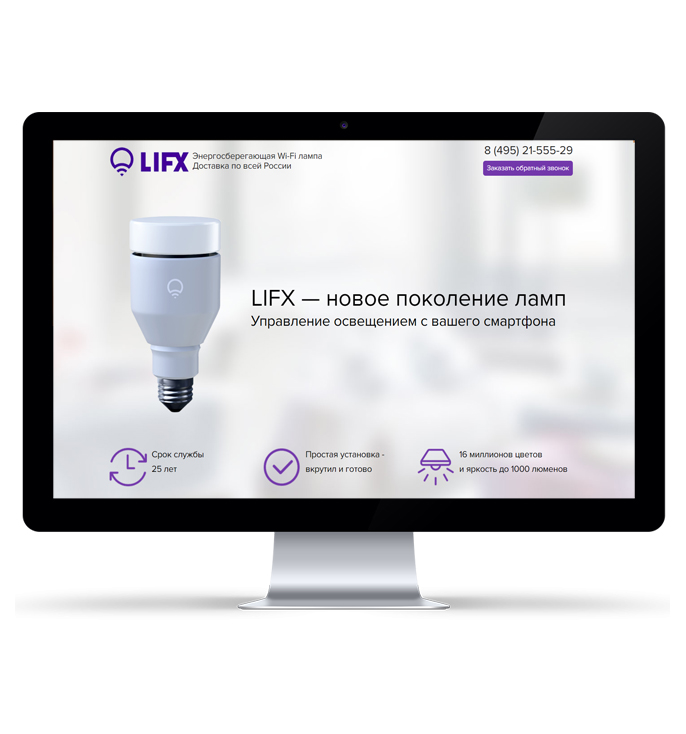 LIFX
Энергосберегающая Wi-Fi лампа
Доставка по всей России
8 (495) 21-555-29
Заказать обратный звонок
LIFX — новое поколение ламп
Управление освещением с вашего смартфона
Срок службы
25 лет
Простая установка -
вкрутил и готово
16 миллионов цветов
и яркость до 1000 люменов